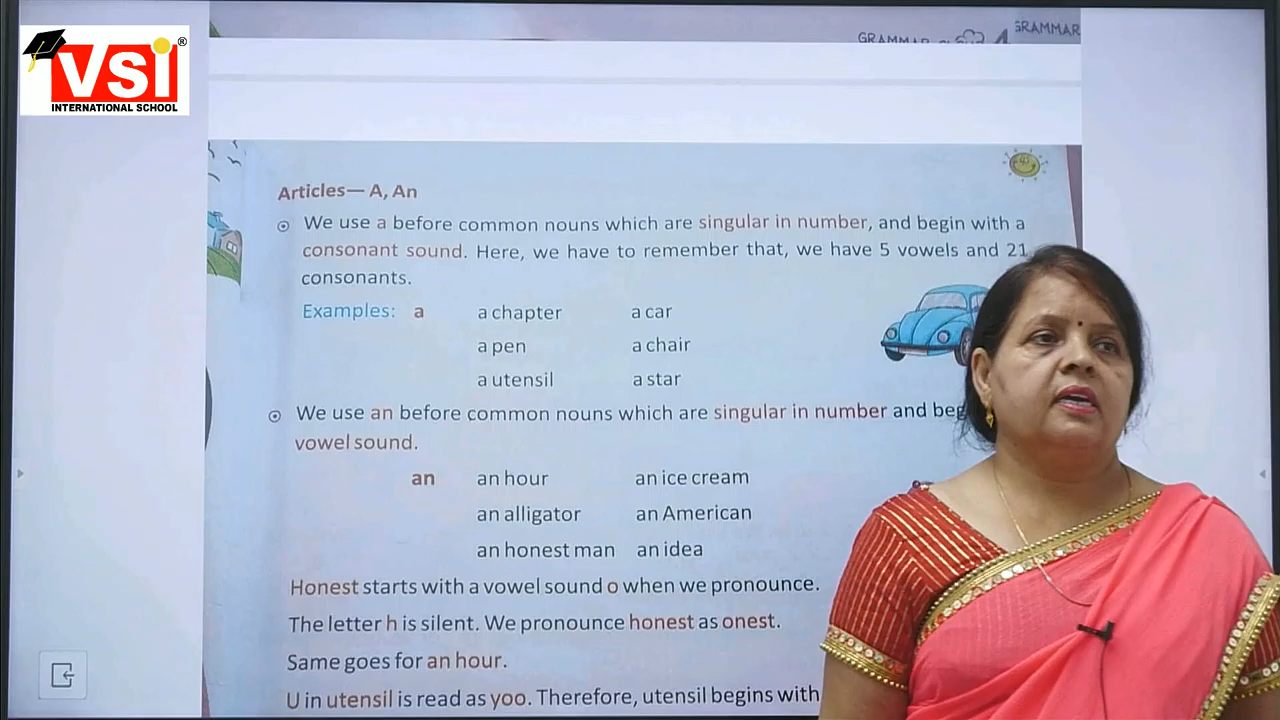 VSI®
INTERNATIONAL SCHOOL
GRAMMAR
Articles— A, An
We use a before common nouns which are singular in number, and begin with a
consonant sound. Here, we have to remember that, we have 5 vowels and 21
consonants.
Examples: a a chapter a car
a pen a chair
a utensil a star
We use an before common nouns which are singular in number and beg
vowel sound.
an an hour an ice cream
an alligator an American
an honest man an idea
Honest starts with a vowel sound o when we pronounce.
The letter h is silent. We pronounce honest as onest.
Same goes for an hour.
U in utensil is read as yoo. Therefore, utensil begins with